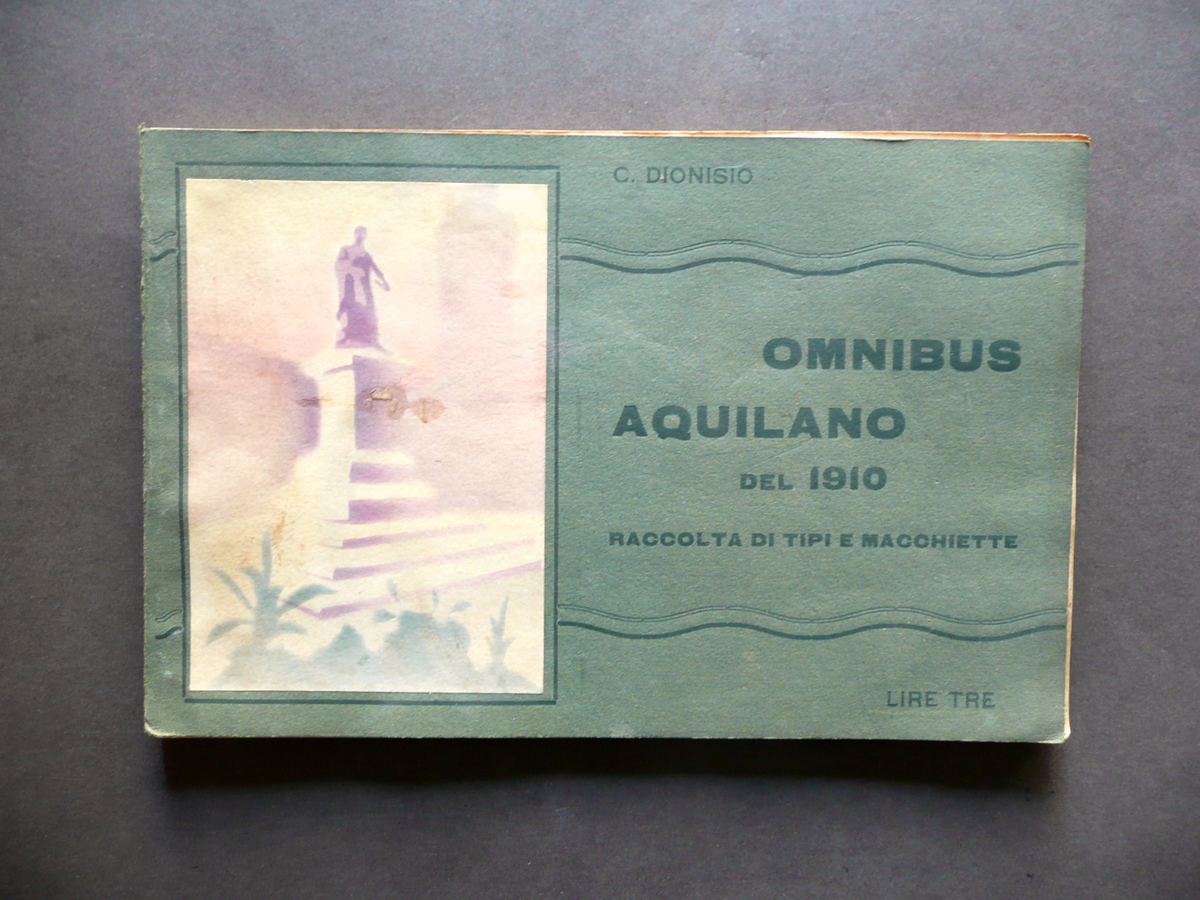 C. DIONISIO
OMNIBUS
AQUILANO
DEL 1910
RACCOLTA DI TIPI E MACCHIETTE
LIRE TRE